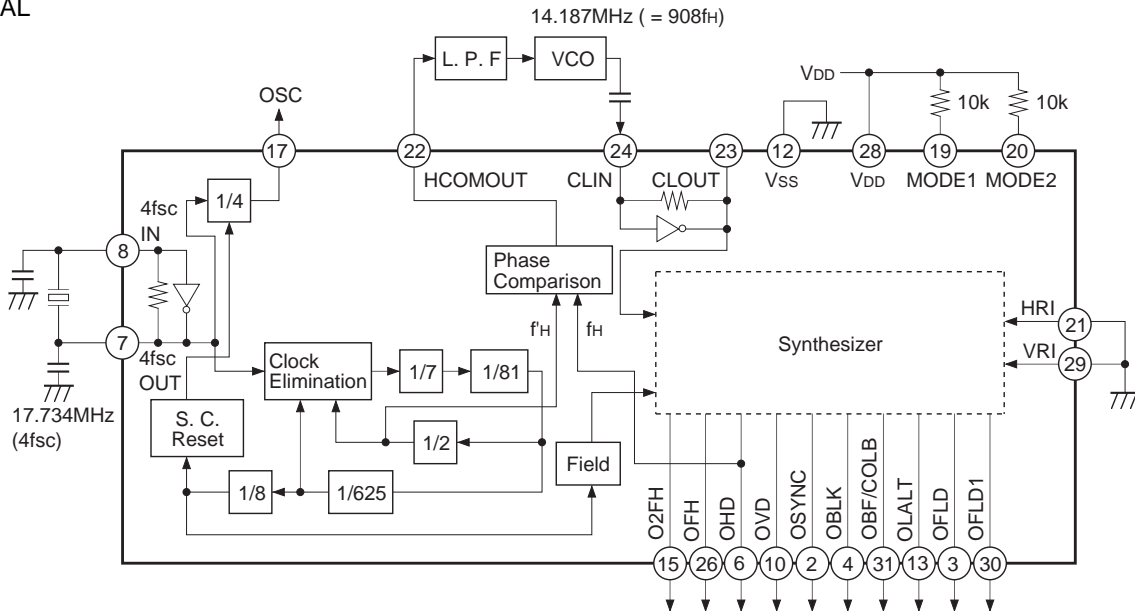 AL
14.187MHz ( = 908fH)
L. P. F
VCO
VDD
OSC
10k
10k
17
22
24
23
12
28
19
20
HCOMOUT
CLIN
CLOUT
VSS
VDD
MODE1
MODE2
4fsc
1/4
8
IN
Phase
Comparison
HRI
21
f'H
fH
Synthesizer
7
4fsc
OUT
VRI
29
Clock
Elimination
1/7
1/81
17.734MHz
(4fsc)
S. C.
Reset
1/2
Field
1/8
1/625
O2FH
OFH
OHD
OVD
OSYNC
OBLK
OBF/COLB
OLALT
OFLD
OFLD1
15
26
6
10
2
4
31
13
3
30